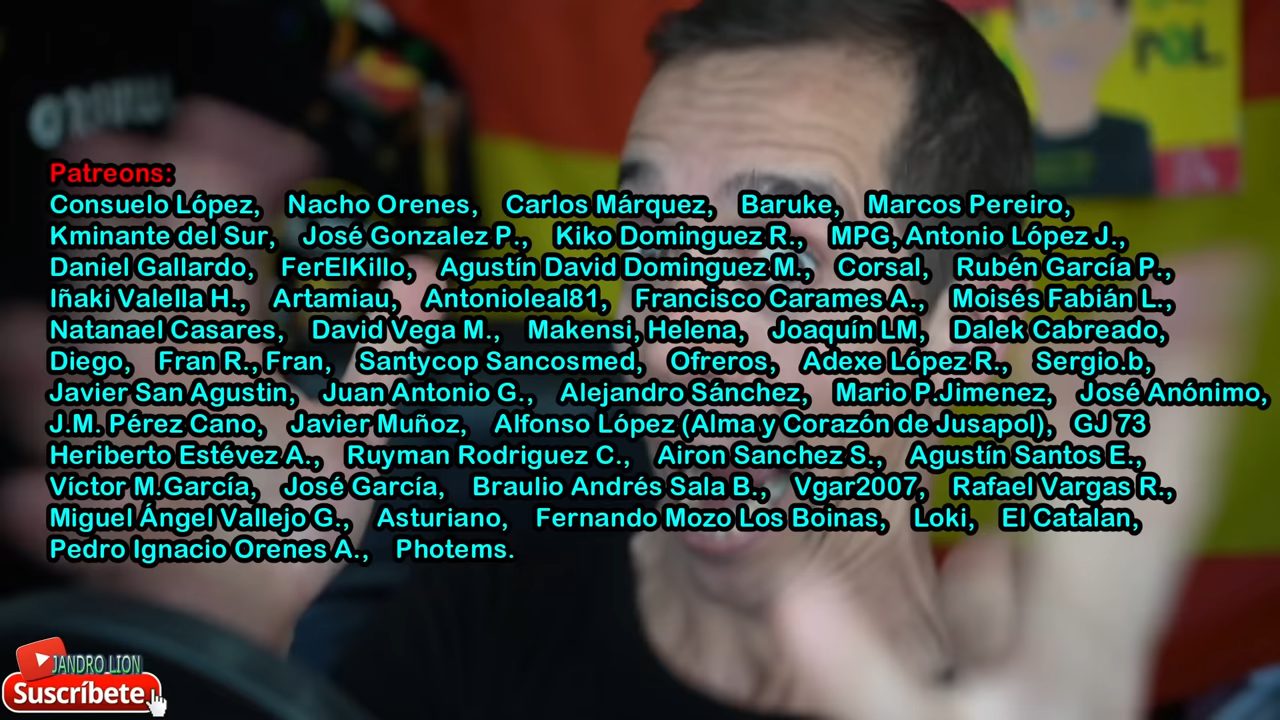 POL
Patreons:
Consuelo López, Nacho Orenes, Carlos Márquez, Baruke, Marcos Pereiro,
Kminante del Sur, José Gonzalez P., Kiko Dominguez R., MPG, Antonio López J.,
Daniel Gallardo, FerElKillo, Agustín David Dominguez M., Corsal, Rubén García P.,
Iñaki Valella H., Artamiau, Antonioleal81, Francisco Carames A., Moisés Fabián L.,
Natanael Casares, David Vega M., Makensi, Helena, Joaquín LM, Dalek Cabreado,
Diego, Fran R., Fran, Santycop Sancosmed, Ofreros, Adexe López R., Sergio.b,
Javier San Agustin, Juan Antonio G., Alejandro Sánchez, Mario P.Jimenez, José Anónimo,
J.M. Pérez Cano, Javier Muñoz, Alfonso López (Alma y Corazón de Jusapol), GJ 73
Heriberto Estévez A., Ruyman Rodriguez C., Airon Sanchez S., Agustín Santos E.,
Víctor M.García, José García, Braulio Andrés Sala B., Vgar2007, Rafael Vargas R.,
Miguel Ángel Vallejo G., Asturiano, Fernando Mozo Los Boinas, Loki, El Catalan,
Pedro Ignacio Orenes A., Photems.
JANDRO_LION
Suscríbete